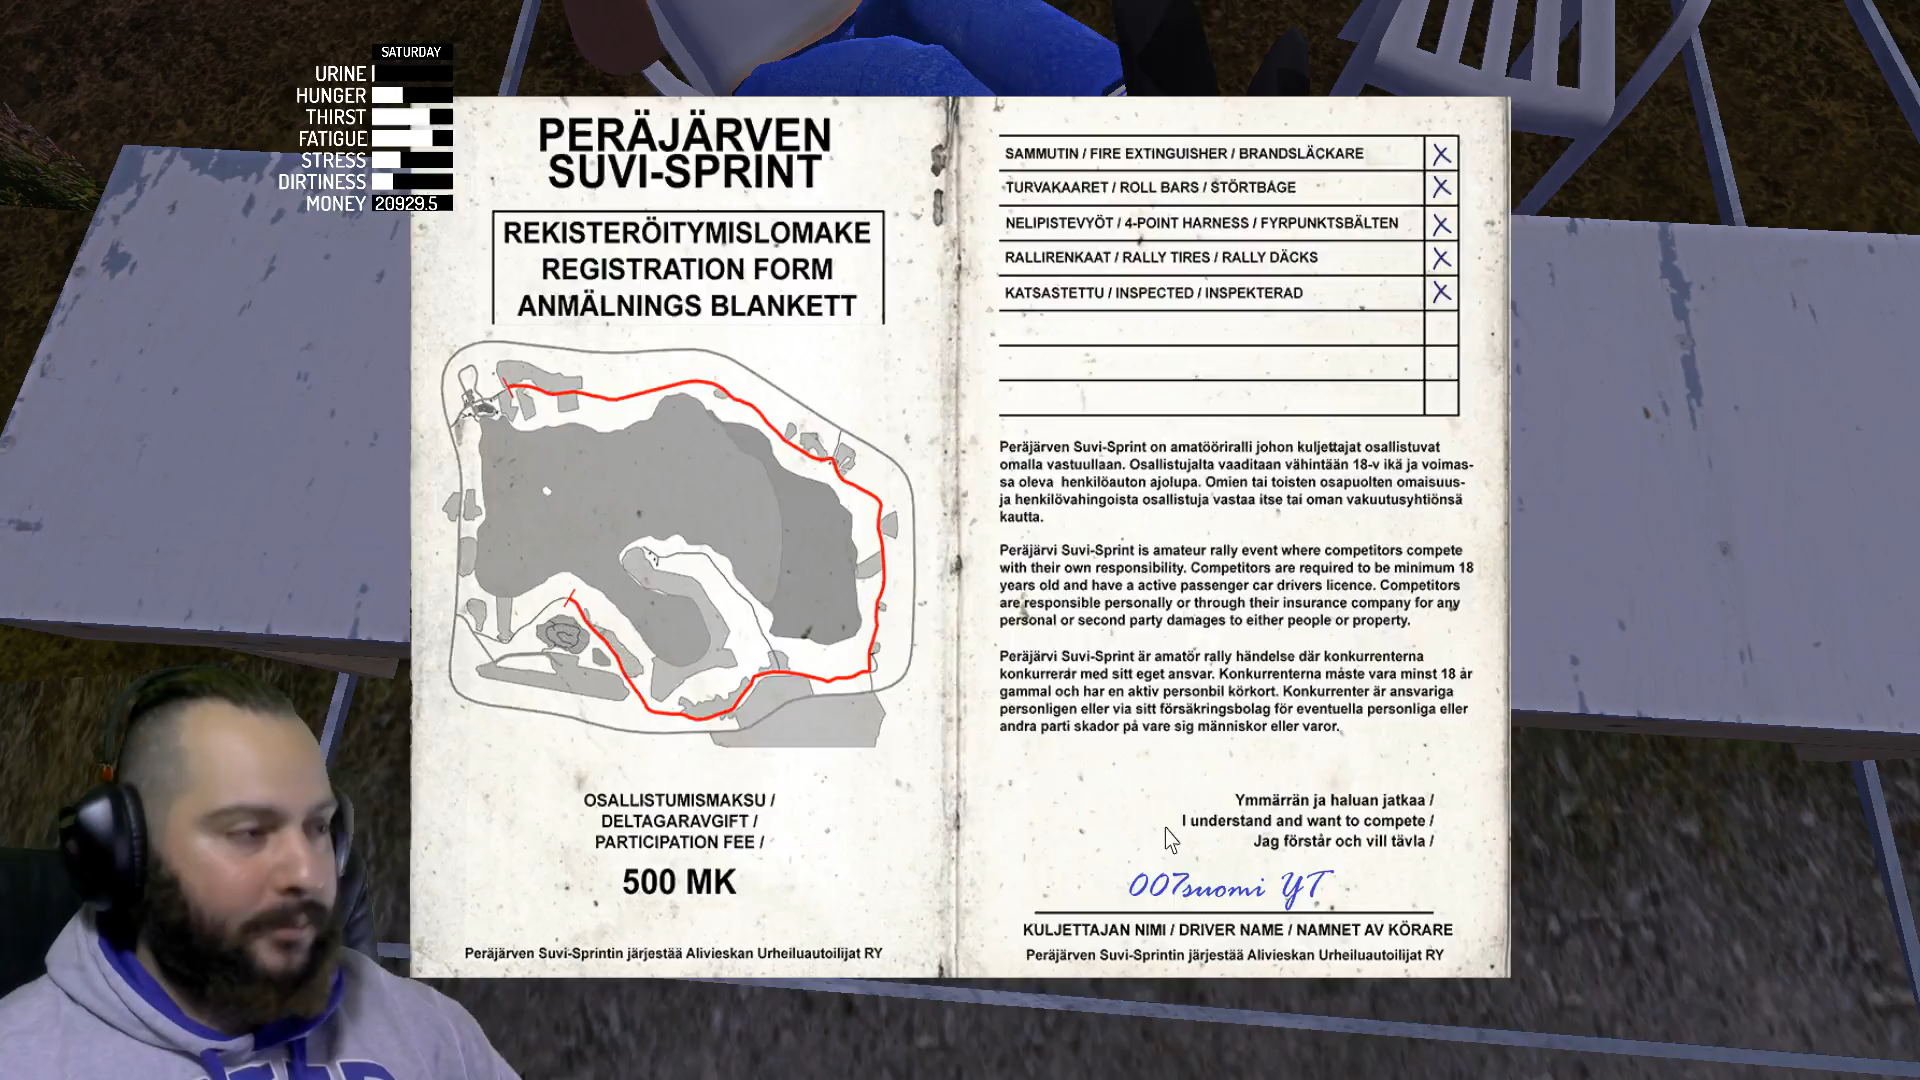 SATURDAY
URINE
HUNGER
THIRST
FATIGUE
STRESS
DIRTINESS
MONEY 20929.5
PERÄJÄRVEN
SUVI-SPRINT
REKISTERÖITYMISLOMAKE
REGISTRATION FORM
ANMÄLNINGS BLANKETT
OSALLISTUMISMAKSU /
DELTAGARAVGIFT /
PARTICIPATION FEE /
500 MK
Peräjärven Suvi-Sprintin järjestää Alivieskan Urheiluautoilijat RY
SAMMUTIN / FIRE EXTINGUISHER / BRANDSLÄCKARE X
TURVAKAARET / ROLL BARS / STÖRTBÅGE X
NELIPISTEVYÖT / 4-POINT HARNESS / FYRPUNKTSBÄLTEN X
RALLIRENKAAT / RALLY TIRES / RALLY DÄCKS X
KATSASTETTU / INSPECTED / INSPEKTERAD X
Peräjärven Suvi-Sprint on amatööriralli johon kuljettajat osallistuvat
omalla vastuullaan. Osallistujalta vaaditaan vähintään 18-v ikä ja voimas-
sa oleva henkilöauton ajolupa. Omien tai toisten osapuolten omaisuus-
ja henkilövahingoista osallistuja vastaa itse tai oman vakuutusyhtiönsä
kautta.
Peräjärvi Suvi-Sprint is amateur rally event where competitors compete
with their own responsibility. Competitors are required to be minimum 18
years old and have a active passenger car drivers licence. Competitors
are responsible personally or through their insurance company for any
personal or second party damages to either people or property.
Peräjärvi Suvi-Sprint är amatör rally händelse där konkurrenterna
konkurrerar med sitt eget ansvar. Konkurrenterna måste vara minst 18 år
gammal och har en aktiv personbil körkort. Konkurrenter är ansvariga
personligen eller via sitt försäkringsbolag för eventuella personliga eller
andra parti skador på vare sig människor eller varor.
Ymmärrän ja haluan jatkaa /
I understand and want to compete /
Jag förstår och vill tävla /
007suomi YT
KULJETTAJAN NIMI / DRIVER NAME / NAMNET AV KÖRARE
Peräjärven Suvi-Sprintin järjestää Alivieskan Urheiluautoilijat RY